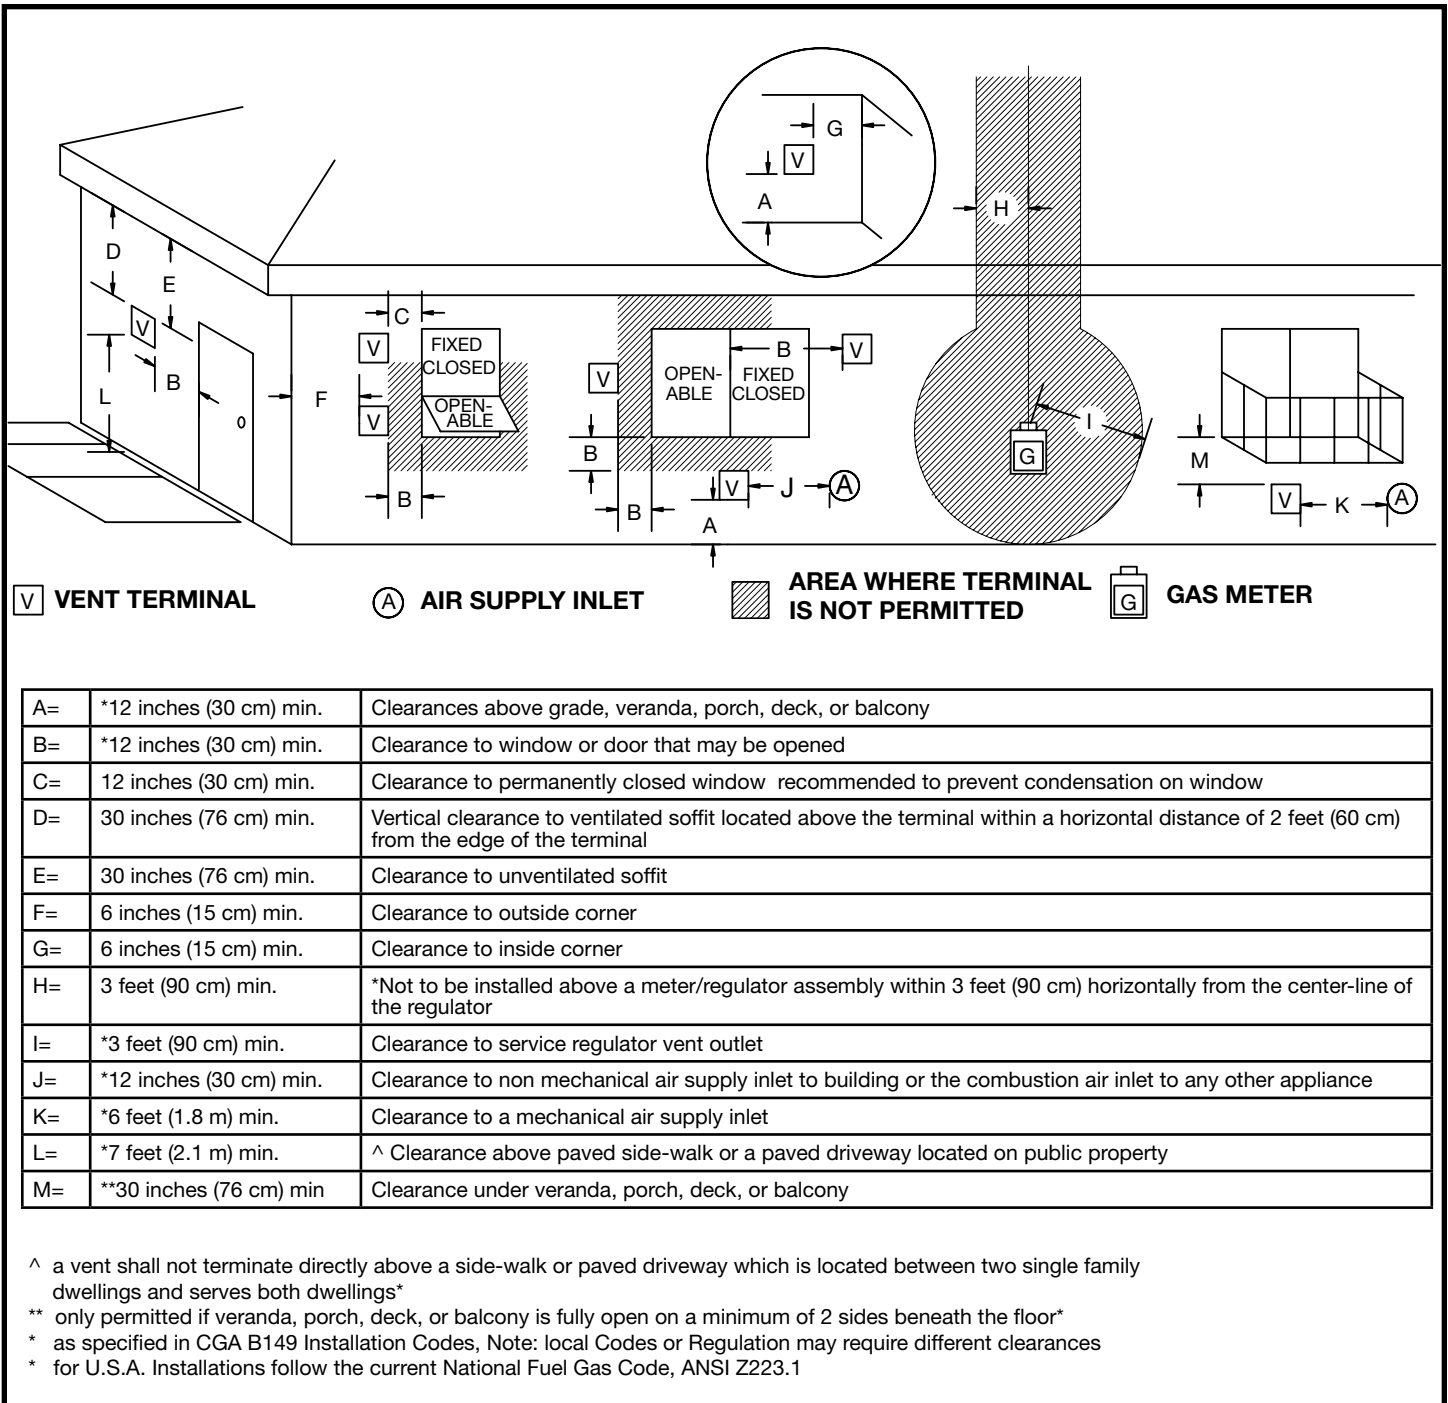 G
V
A
H
D
E
C
V
V
FIXED
CLOSED
B
V
FIXED
CLOSED
OPEN-
ABLE
V
B
L
F
OPEN-
ABLE
V
I
G
B
M
B
B
V
J
A
A
V
K
A
V VENT TERMINAL
A AIR SUPPLY INLET
AREA WHERE TERMINAL
IS NOT PERMITTED
G GAS METER
A= *12 inches (30 cm) min. Clearances above grade, veranda, porch, deck, or balcony
B= *12 inches (30 cm) min. Clearance to window or door that may be opened
C= 12 inches (30 cm) min. Clearance to permanently closed window recommended to prevent condensation on window
D= 30 inches (76 cm) min. Vertical clearance to ventilated soffit located above the terminal within a horizontal distance of 2 feet (60 cm)
from the edge of the terminal
E= 30 inches (76 cm) min. Clearance to unventilated soffit
F= 6 inches (15 cm) min. Clearance to outside corner
G= 6 inches (15 cm) min. Clearance to inside corner
H= 3 feet (90 cm) min. *Not to be installed above a meter/regulator assembly within 3 feet (90 cm) horizontally from the center-line of
the regulator
I= *3 feet (90 cm) min. Clearance to service regulator vent outlet
J= *12 inches (30 cm) min. Clearance to non mechanical air supply inlet to building or the combustion air inlet to any other appliance
K= *6 feet (1.8 m) min. Clearance to a mechanical air supply inlet
L= *7 feet (2.1 m) min. ^ Clearance above paved side-walk or a paved driveway located on public property
M= **30 inches (76 cm) min Clearance under veranda, porch, deck, or balcony
^ a vent shall not terminate directly above a side-walk or paved driveway which is located between two single family
dwellings and serves both dwellings*
** only permitted if veranda, porch, deck, or balcony is fully open on a minimum of 2 sides beneath the floor*
* as specified in CGA B149 Installation Codes, Note: local Codes or Regulation may require different clearances
* for U.S.A. Installations follow the current National Fuel Gas Code, ANSI Z223.1